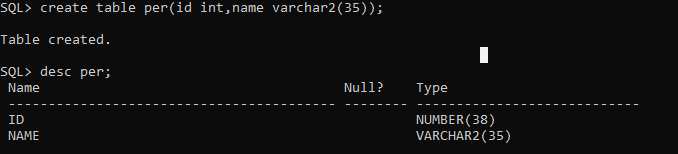 SQL> create table per(id int,name varchar2(35));
Table created.
SQL> desc per;
Name Null? Type
----------------------------------------- -------- ----------------------------
ID NUMBER(38)
NAME VARCHAR2(35)